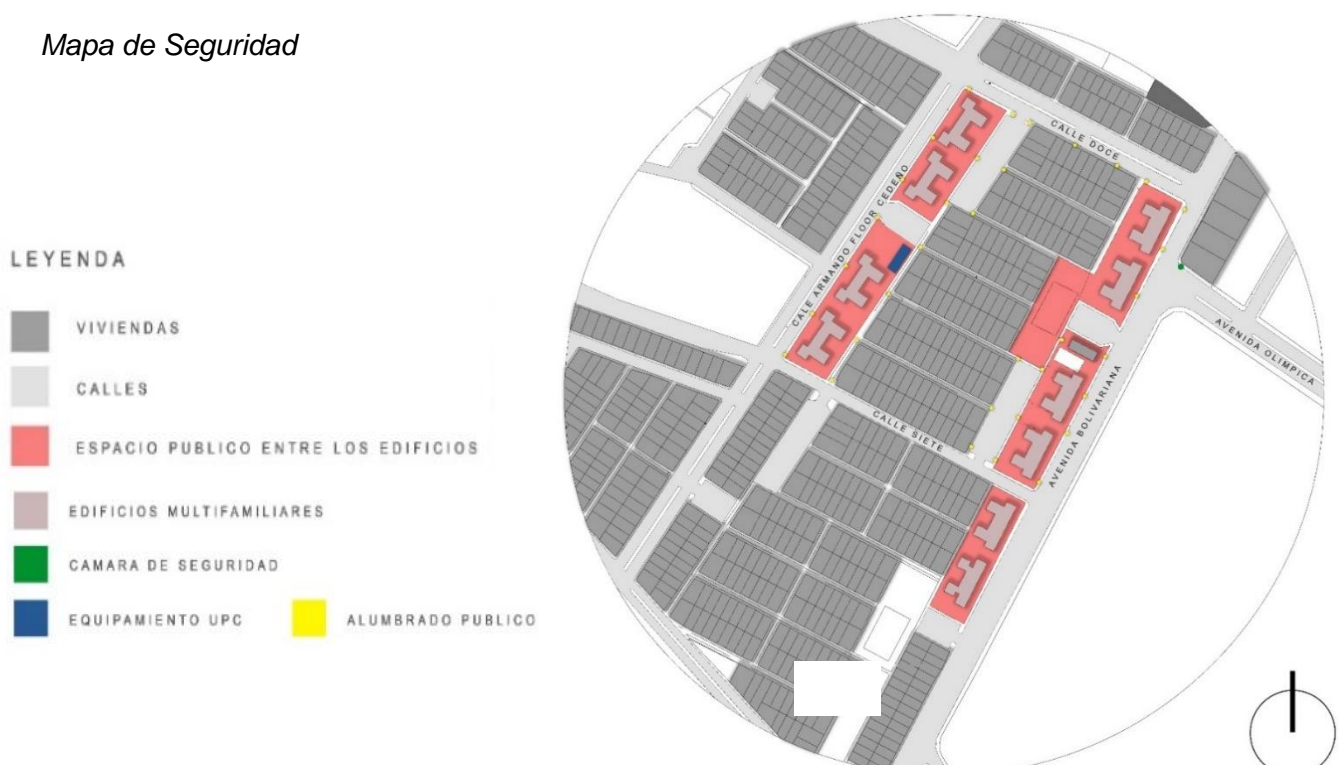 Mapa de Seguridad
LEYENDA
VIVIENDAS
CALLES
ESPACIO PUBLICO ENTRE LOS EDIFICIOS
EDIFICIOS MULTIFAMILIARES
CAMARA DE SEGURIDAD
EQUIPAMIENTO UPC
ALUMBRADO PUBLICO
CALLE DOCE
CALE ARMANDO FLOOR CEDEÑO
AVENIDA OLIMPICA
AVENIDA BOLIVARIANA
CALLE SIETE